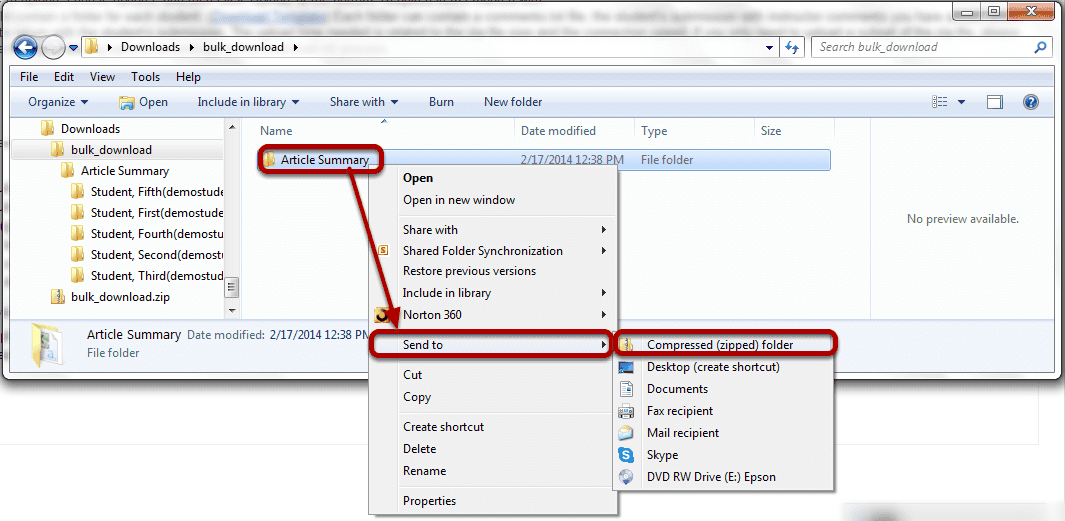 Downloads bulk_download
Search bulk_download
File Edit View Tools Help
Organize Open Include in library Share with Burn New folder
Name Date modified Type Size
Downloads
bulk_download
Article Summary
Student, Fifth(demostude
Student, First(demostude
Student, Fourth(demostude
Student, Second(demostude
Student, Third(demostude
bulk_download.zip
Article Summary 2/17/2014 12:38 PM File folder
No preview available.
Open
Open in new window
Share with
Shared Folder Synchronization
Restore previous versions
Include in library
Norton 360
Send to
Cut
Copy
Create shortcut
Delete
Rename
Properties
Compressed (zipped) folder
Desktop (create shortcut)
Documents
Fax recipient
Mail recipient
Skype
DVD RW Drive (E:) Epson
Article Summary Date modified: 2/17/2014 12:38 PM
File folder